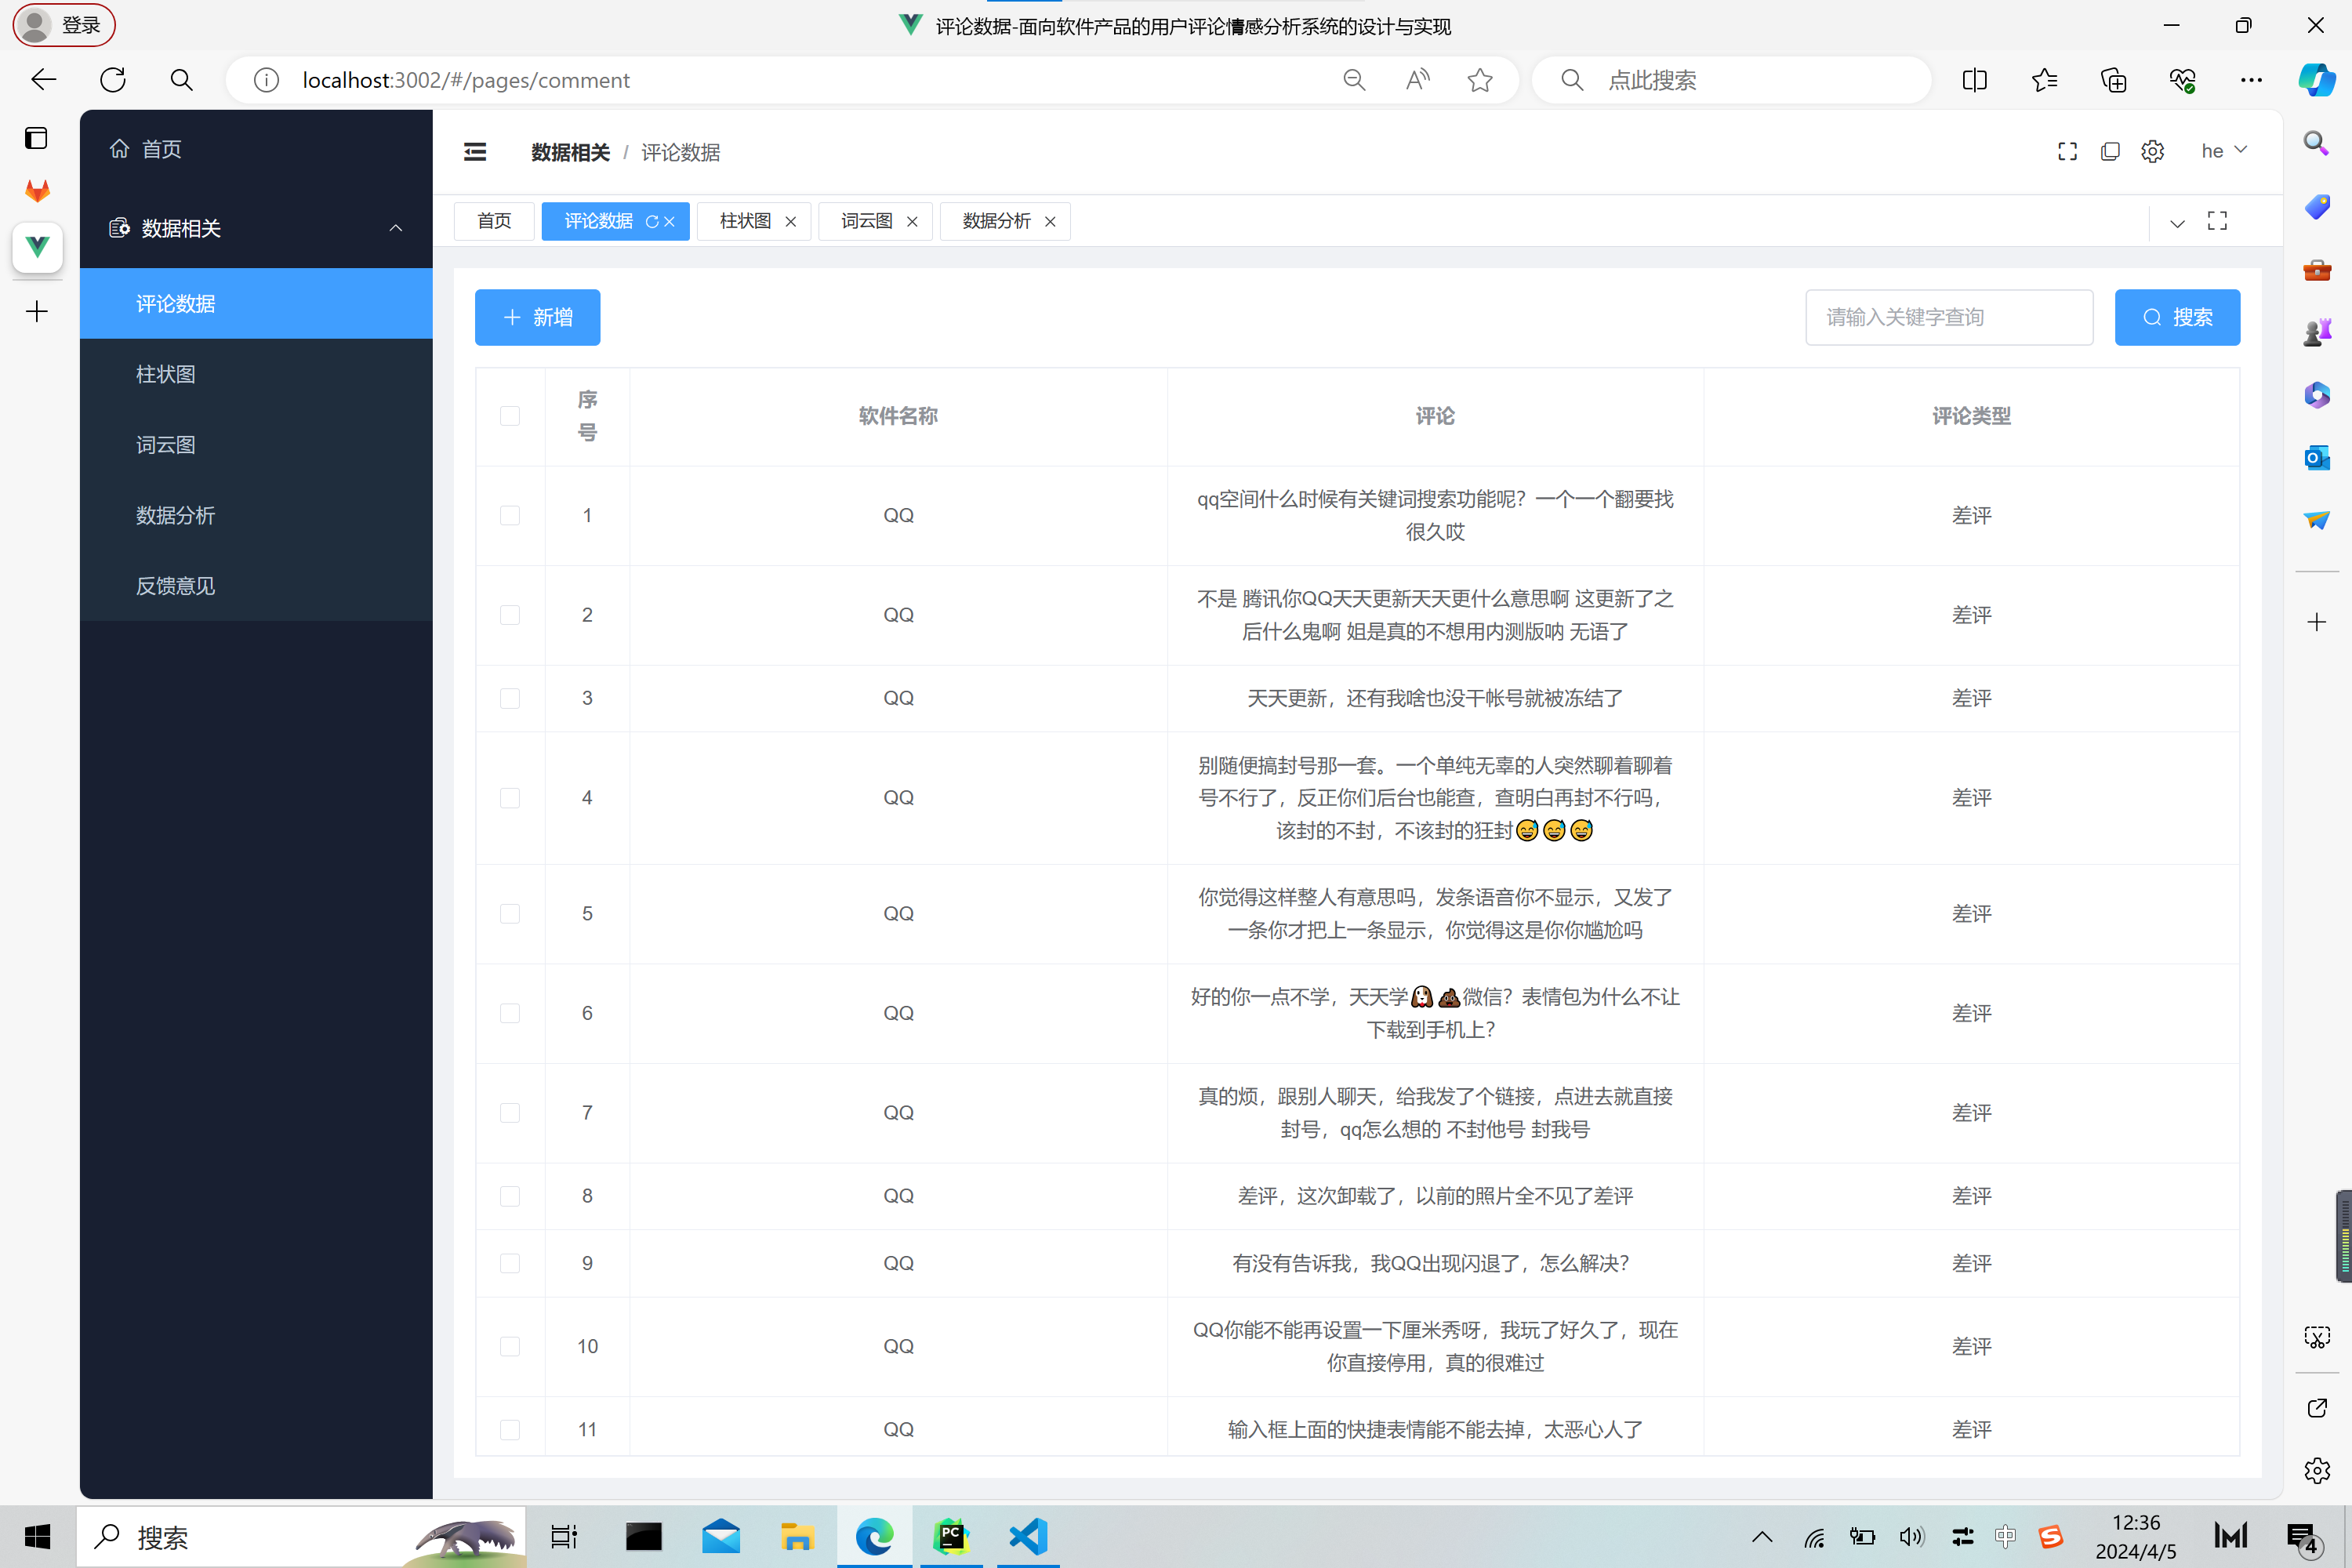 登录
评论数据-面向软件产品的用户评论情感分析系统的设计与实现
localhost:3002/#/pages/comment
点此搜索
首页
数据相关 / 评论数据
he
数据相关
首页
评论数据
柱状图
词云图
数据分析
评论数据
柱状图
词云图
数据分析
反馈意见
新增
请输入关键字查询
搜索
序号
软件名称
评论
评论类型
1
QQ
qq空间什么时候有关键词搜索功能呢？一个一个翻要找
很久哎
差评
2
QQ
不是 腾讯你QQ天天更新天天更什么意思啊 这更新了之
后什么鬼啊 姐是真的不想用内测版呐 无语了
差评
3
QQ
天天更新，还有我啥也没干帐号就被冻结了
差评
4
QQ
别随便搞封号那一套。一个单纯无辜的人突然聊着聊着
号不行了，反正你们后台也能查，查明白再封不行吗，
该封的不封，不该封的狂封😅😅😅
差评
5
QQ
你觉得这样整人有意思吗，发条语音你不显示，又发了
一条你才把上一条显示，你觉得这是你你尴尬吗
差评
6
QQ
好的你一点不学，天天学🐶💩微信？表情包为什么不让
下载到手机上？
差评
7
QQ
真的烦，跟别人聊天，给我发了个链接，点进去就直接
封号，qq怎么想的 不封他号 封我号
差评
8
QQ
差评，这次卸载了，以前的照片全不见了差评
差评
9
QQ
有没有告诉我，我QQ出现闪退了，怎么解决？
差评
10
QQ
QQ你能不能再设置一下厘米秀呀，我玩了好久了，现在
你直接停用，真的很难过
差评
11
QQ
输入框上面的快捷表情能不能去掉，太恶心人了
差评
搜索
中
12:36
2024/4/5
4